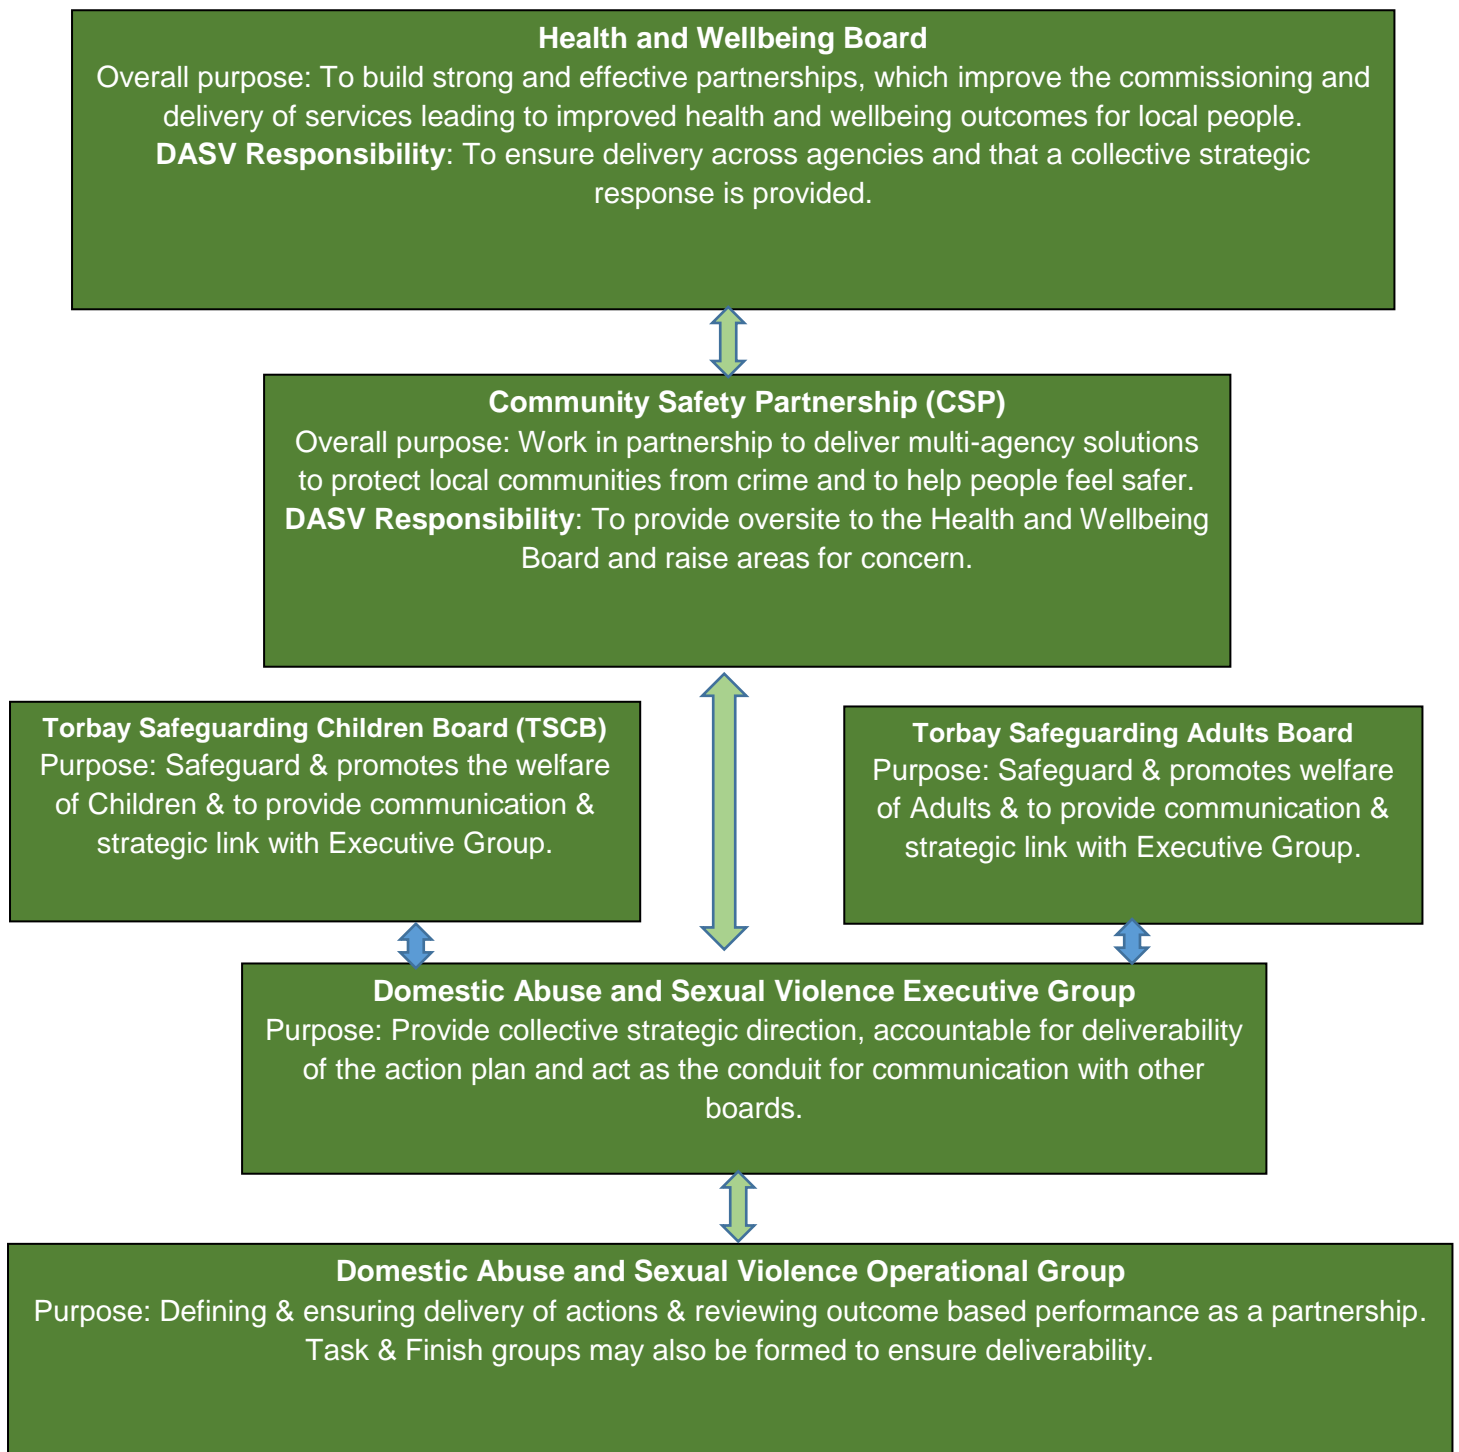 Health and Wellbeing Board
Overall purpose: To build strong and effective partnerships, which improve the commissioning and
delivery of services leading to improved health and wellbeing outcomes for local people.
DASV Responsibility: To ensure delivery across agencies and that a collective strategic
response is provided.
Community Safety Partnership (CSP)
Overall purpose: Work in partnership to deliver multi-agency solutions
to protect local communities from crime and to help people feel safer.
DASV Responsibility: To provide oversite to the Health and Wellbeing
Board and raise areas for concern.
Torbay Safeguarding Children Board (TSCB)
Purpose: Safeguard & promotes the welfare
of Children & to provide communication &
strategic link with Executive Group.
Torbay Safeguarding Adults Board
Purpose: Safeguard & promotes welfare
of Adults & to provide communication &
strategic link with Executive Group.
Domestic Abuse and Sexual Violence Executive Group
Purpose: Provide collective strategic direction, accountable for deliverability
of the action plan and act as the conduit for communication with other
boards.
Domestic Abuse and Sexual Violence Operational Group
Purpose: Defining & ensuring delivery of actions & reviewing outcome based performance as a partnership.
Task & Finish groups may also be formed to ensure deliverability.